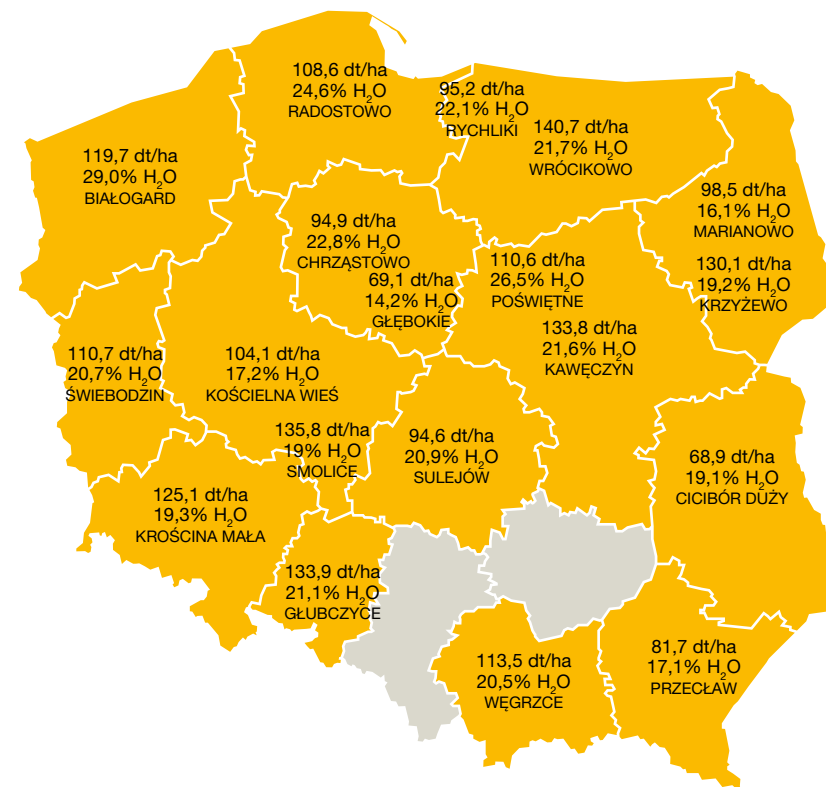 108,6 dt/ha
24,6% H₂O
RADOSTOWO
95,2 dt/ha
22,1% H₂O
RYCHLIKI
140,7 dt/ha
21,7% H₂O
WRÓCIKOWO
119,7 dt/ha
29,0% H₂O
BIAŁOGARD
98,5 dt/ha
16,1% H₂O
MARIANOWO
94,9 dt/ha
22,8% H₂O
CHRZĄSTOWO
69,1 dt/ha
14,2% H₂O
GŁĘBOKIE
110,6 dt/ha
26,5% H₂O
POŚWIĘTNE
130,1 dt/ha
19,2% H₂O
KRZYŻEWO
133,8 dt/ha
21,6% H₂O
KAWĘCZYN
110,7 dt/ha
20,7% H₂O
ŚWIEBODZIN
104,1 dt/ha
17,2% H₂O
KOŚCIELNA WIEŚ
135,8 dt/ha
19% H₂O
SMOLICE
94,6 dt/ha
20,9% H₂O
SULEJÓW
68,9 dt/ha
19,1% H₂O
CICIBÓR DUŻY
125,1 dt/ha
19,3% H₂O
KROŚCINA MAŁA
133,9 dt/ha
21,1% H₂O
GŁUBCZYCE
113,5 dt/ha
20,5% H₂O
WĘGRZCE
81,7 dt/ha
17,1% H₂O
PRZECŁAW